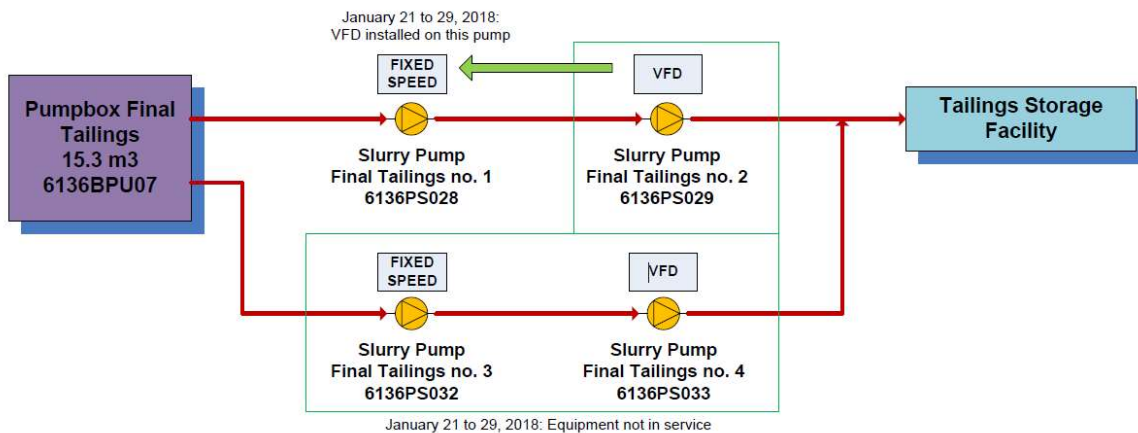 January 21 to 29, 2018:
VFD installed on this pump
FIXED
SPEED
VFD
Pumpbox Final
Tailings
15.3 m3
6136BPU07
Tailings Storage
Facility
Slurry Pump
Final Tailings no. 1
6136PS028
Slurry Pump
Final Tailings no. 2
6136PS029
FIXED
SPEED
VFD
Slurry Pump
Final Tailings no. 3
6136PS032
Slurry Pump
Final Tailings no. 4
6136PS033
January 21 to 29, 2018: Equipment not in service